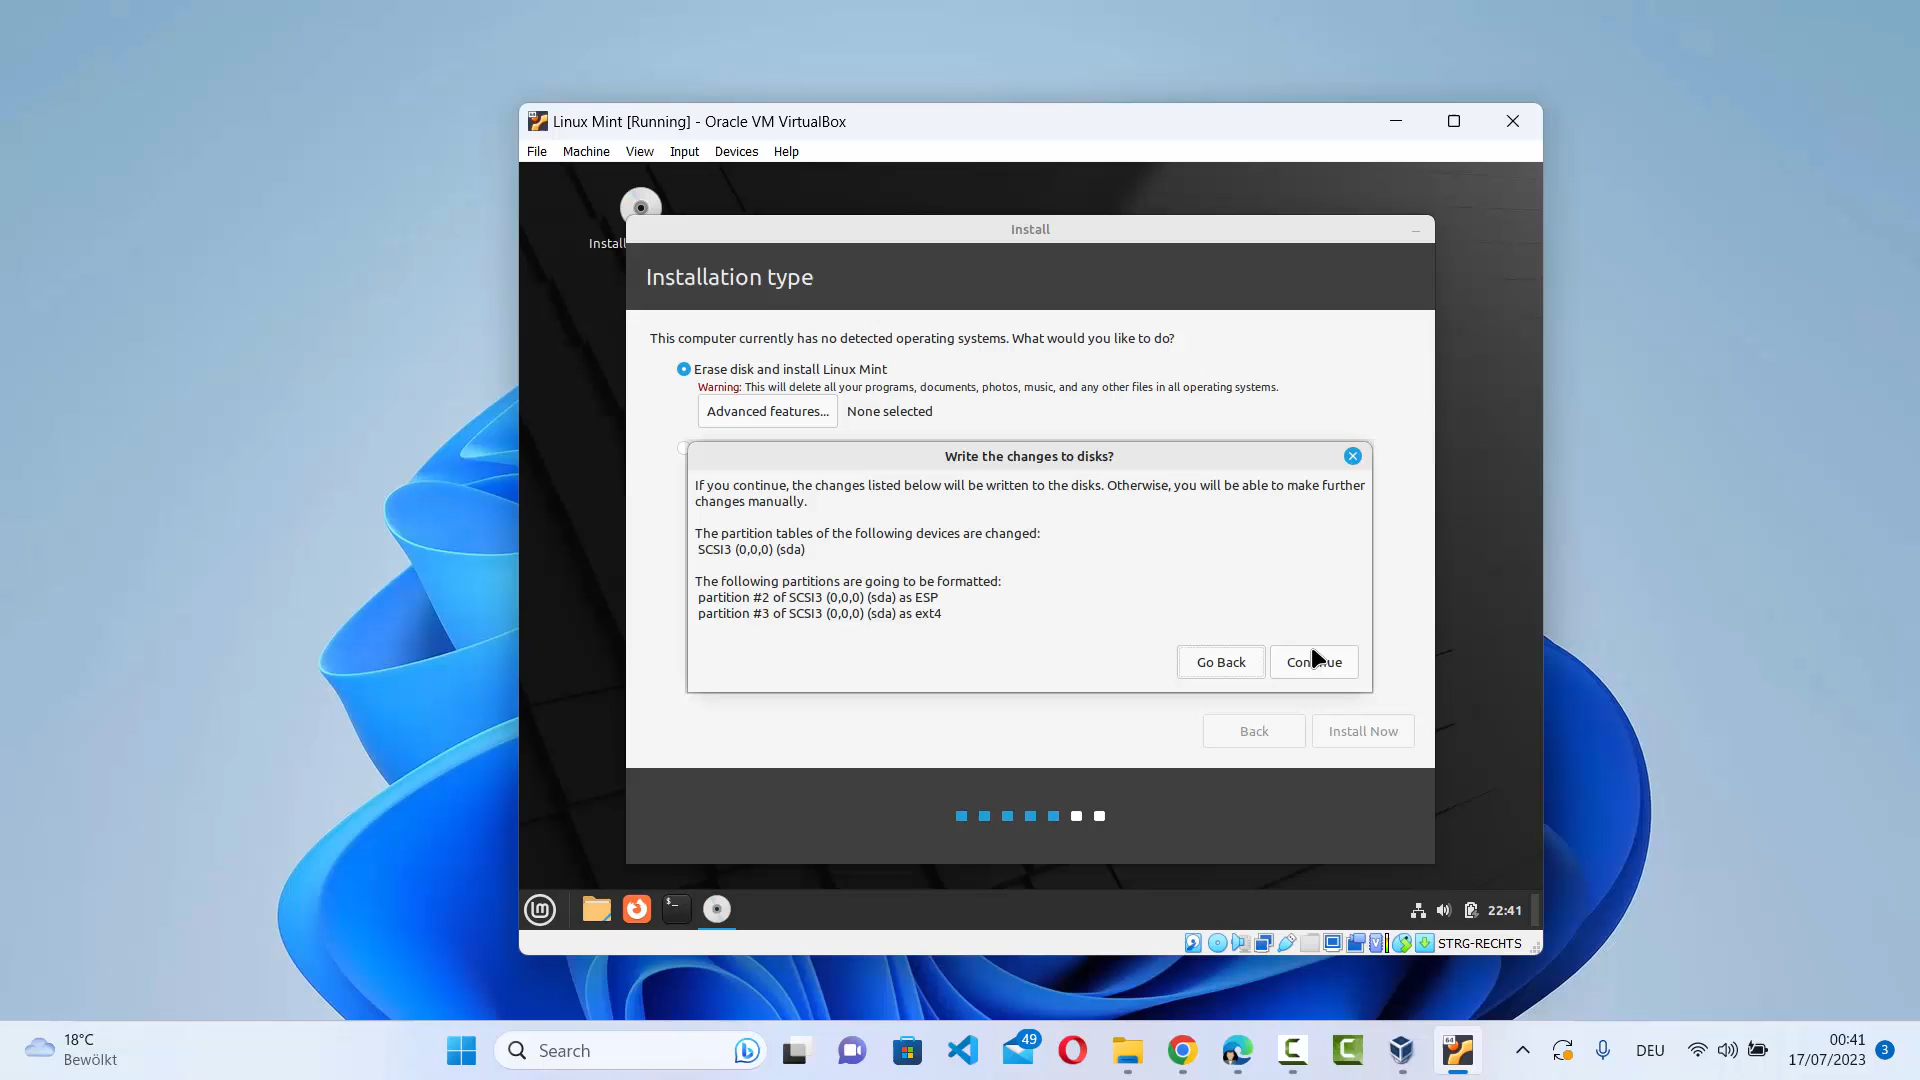 Linux Mint [Running] - Oracle VM VirtualBox
File Machine View Input Devices Help
Install
Install
Installation type
This computer currently has no detected operating systems. What would you like to do?
Erase disk and install Linux Mint
Warning: This will delete all your programs, documents, photos, music, and any other files in all operating systems.
Advanced features... None selected
Write the changes to disks?
If you continue, the changes listed below will be written to the disks. Otherwise, you will be able to make further
changes manually.
The partition tables of the following devices are changed:
SCSI3 (0,0,0) (sda)
The following partitions are going to be formatted:
partition #2 of SCSI3 (0,0,0) (sda) as ESP
partition #3 of SCSI3 (0,0,0) (sda) as ext4
Go Back Continue
Back Install Now
22:41
STRG-RECHTS
18°C
Bewölkt
Search
49
64
DEU
00:41
17/07/2023
3